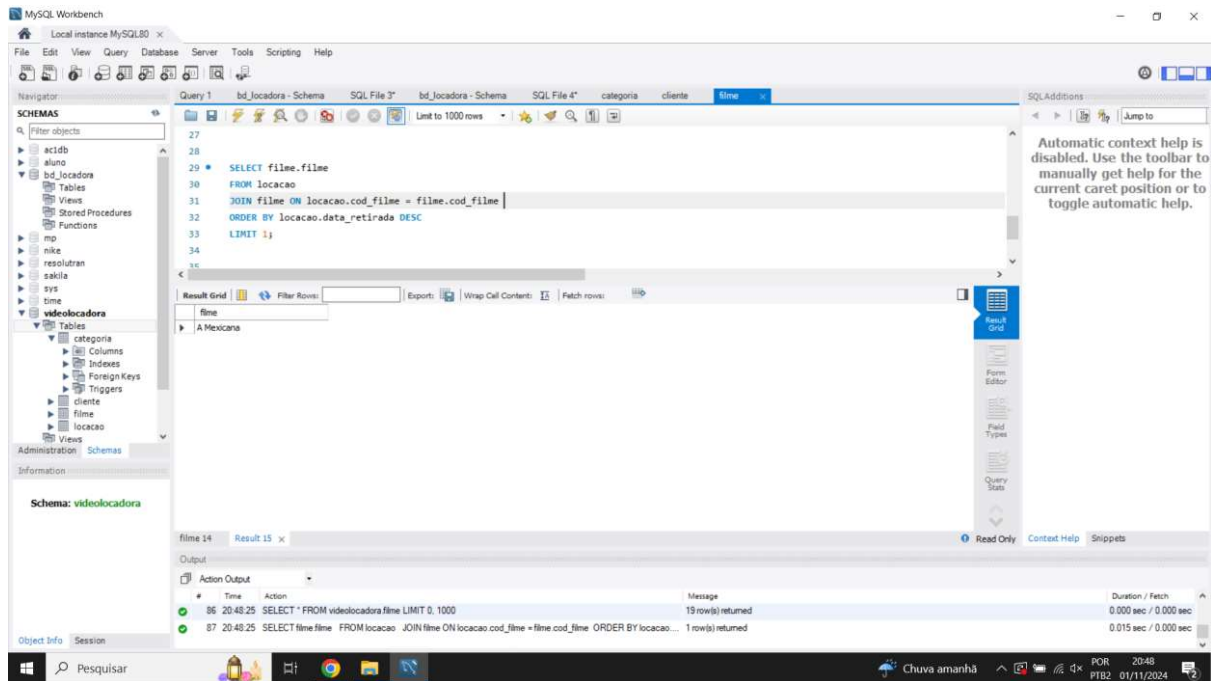 MySQL Workbench
Local instance MySQL80 ×
File Edit View Query Database Server Tools Scripting Help
Navigator
SCHEMAS
Filter objects
ac1db
aluno
bd_locadora
Tables
Views
Stored Procedures
Functions
mp
nike
resolutran
sakila
sys
time
videolocadora
Tables
categoria
Columns
Indexes
Foreign Keys
Triggers
cliente
filme
locacao
Views
Administration Schemas
Information
Schema: videolocadora
Object Info Session
Query 1 bd_locadora - Schema SQL File 3* bd_locadora - Schema SQL File 4* categoria cliente filme ×
Limit to 1000 rows
27
28
29 SELECT filme.filme
30 FROM locacao
31 JOIN filme ON locacao.cod_filme = filme.cod_filme
32 ORDER BY locacao.data_retirada DESC
33 LIMIT 1;
34
35
Result Grid Filter Rows: Export: Wrap Cell Content: Fetch rows:
filme
A Mexicana
Result Grid
Form Editor
Field Types
Query Stats
filme 14 Result 15 × Read Only
Output
Action Output
# Time Action Message Duration / Fetch
86 20:48:25 SELECT * FROM videolocadora.filme LIMIT 0, 1000 19 row(s) returned 0.000 sec / 0.000 sec
87 20:48:25 SELECT filme.filme FROM locacao JOIN filme ON locacao.cod_filme = filme.cod_filme ORDER BY locacao.... 1 row(s) returned 0.015 sec / 0.000 sec
SQLAdditions
Jump to
Automatic context help is
disabled. Use the toolbar to
manually get help for the
current caret position or to
toggle automatic help.
Context Help Snippets
Pesquisar
Chuva amanhã
POR
PTB2
20:48
01/11/2024